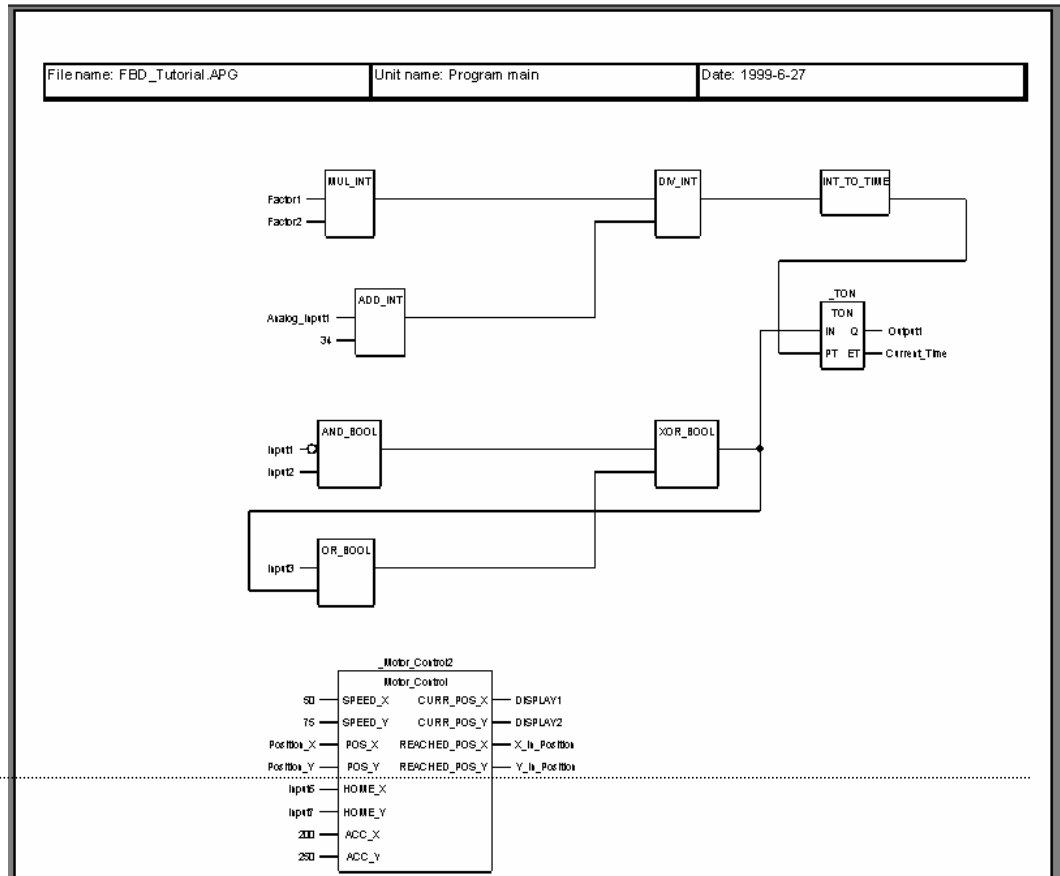 File name: FBD_Tutorial.APG
Unit name: Program main
Date: 1999-6-27
MUL_INT
Factor1
Factor2
DIV_INT
INT_TO_TIME
ADD_INT
Analog_Input1
34
_TON
TON
IN Q
Output1
PT ET
Current_Time
AND_BOOL
Input1
Input2
XOR_BOOL
OR_BOOL
Input3
_Motor_Control2
Motor_Control
50 SPEED_X CURR_POS_X DISPLAY1
75 SPEED_Y CURR_POS_Y DISPLAY2
Position_X POS_X REACHED_POS_X X_In_Position
Position_Y POS_Y REACHED_POS_Y Y_In_Position
Input6 HOME_X
Input7 HOME_Y
200 ACC_X
250 ACC_Y